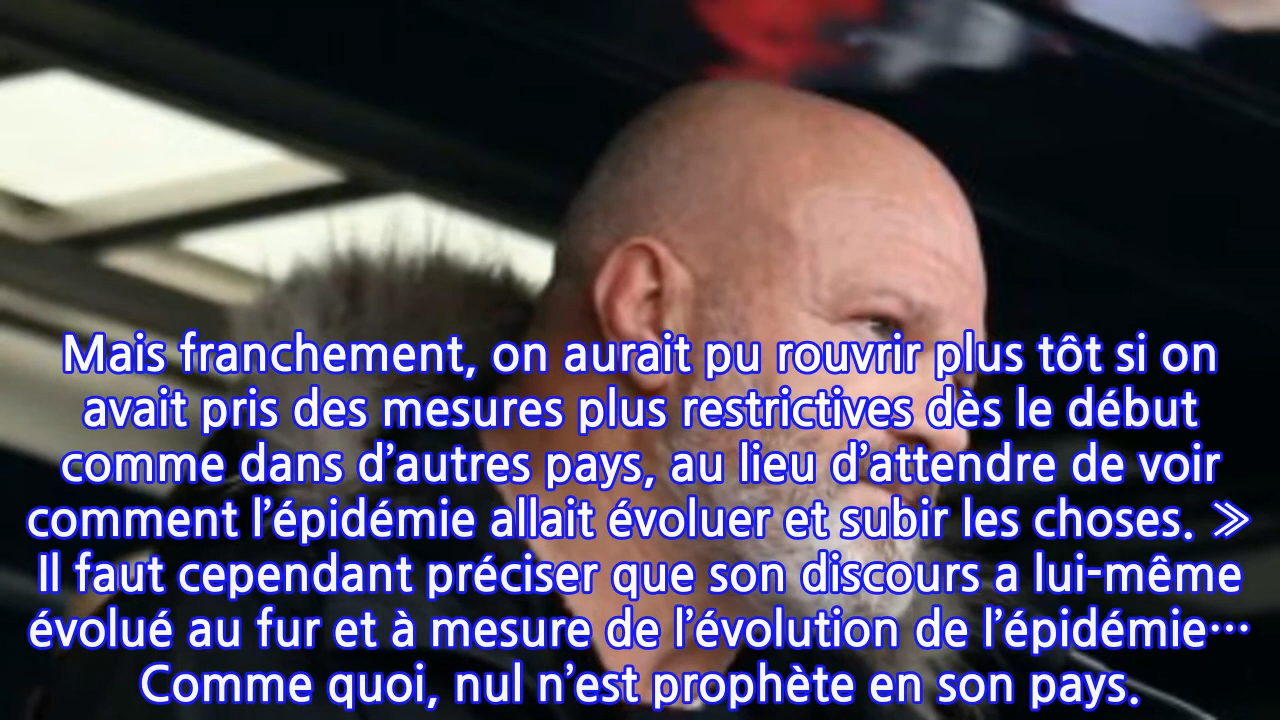 Mais franchement, on aurait pu rouvrir plus tôt si on
avait pris des mesures plus restrictives dès le début
comme dans d’autres pays, au lieu d’attendre de voir
comment l’épidémie allait évoluer et subir les choses. »
Il faut cependant préciser que son discours a lui-même
évolué au fur et à mesure de l’évolution de l’épidémie…
Comme quoi, nul n’est prophète en son pays.